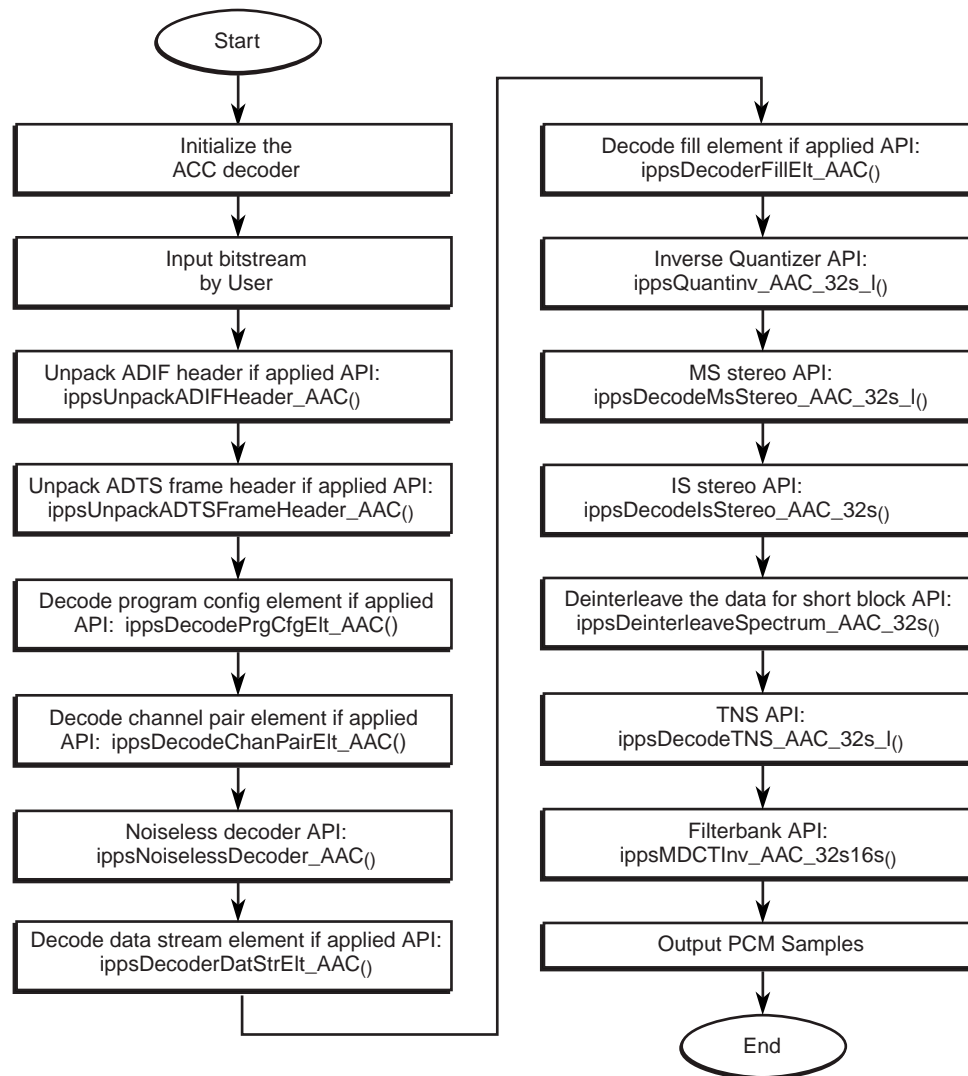 Start
Initialize the
ACC decoder
Input bitstream
by User
Unpack ADIF header if applied API:
ippsUnpackADIFHeader_AAC()
Unpack ADTS frame header if applied API:
ippsUnpackADTSFrameHeader_AAC()
Decode program config element if applied
API: ippsDecodePrgCfgElt_AAC()
Decode channel pair element if applied
API: ippsDecodeChanPairElt_AAC()
Noiseless decoder API:
ippsNoiselessDecoder_AAC()
Decode data stream element if applied API:
ippsDecoderDatStrElt_AAC()
Decode fill element if applied API:
ippsDecoderFillElt_AAC()
Inverse Quantizer API:
ippsQuantinv_AAC_32s_I()
MS stereo API:
ippsDecodeMsStereo_AAC_32s_I()
IS stereo API:
ippsDecodeIsStereo_AAC_32s()
Deinterleave the data for short block API:
ippsDeinterleaveSpectrum_AAC_32s()
TNS API:
ippsDecodeTNS_AAC_32s_I()
Filterbank API:
ippsMDCTInv_AAC_32s16s()
Output PCM Samples
End